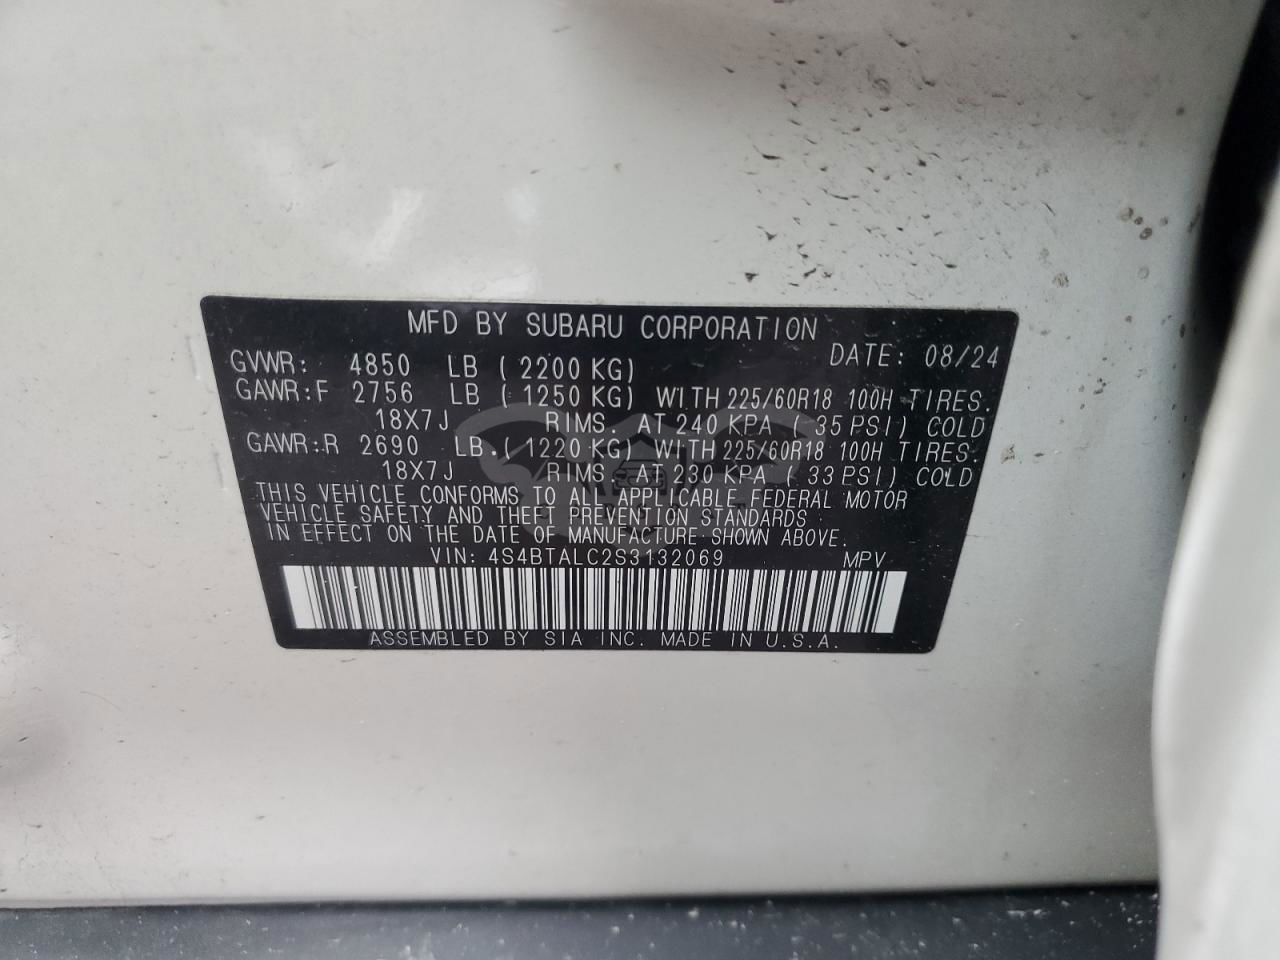 MFD BY SUBARU CORPORATION
DATE: 08/24
GVWR: 4850 LB (2200 KG)
GAWR:F 2756 LB (1250 KG) WITH 225/60R18 100H TIRES.
18X7J RIMS. AT 240 KPA (35 PSI) COLD
GAWR:R 2690 LB.(1220 KG) WITH 225/60R18 100H TIRES.
18X7J RIMS. AT 230 KPA (33 PSI) COLD
THIS VEHICLE CONFORMS TO ALL APPLICABLE FEDERAL MOTOR
VEHICLE SAFETY AND THEFT PREVENTION STANDARDS
IN EFFECT ON THE DATE OF MANUFACTURE SHOWN ABOVE.
VIN: 4S4BTALC2S3132069 MPV
ASSEMBLED BY SIA INC. MADE IN U.S.A.